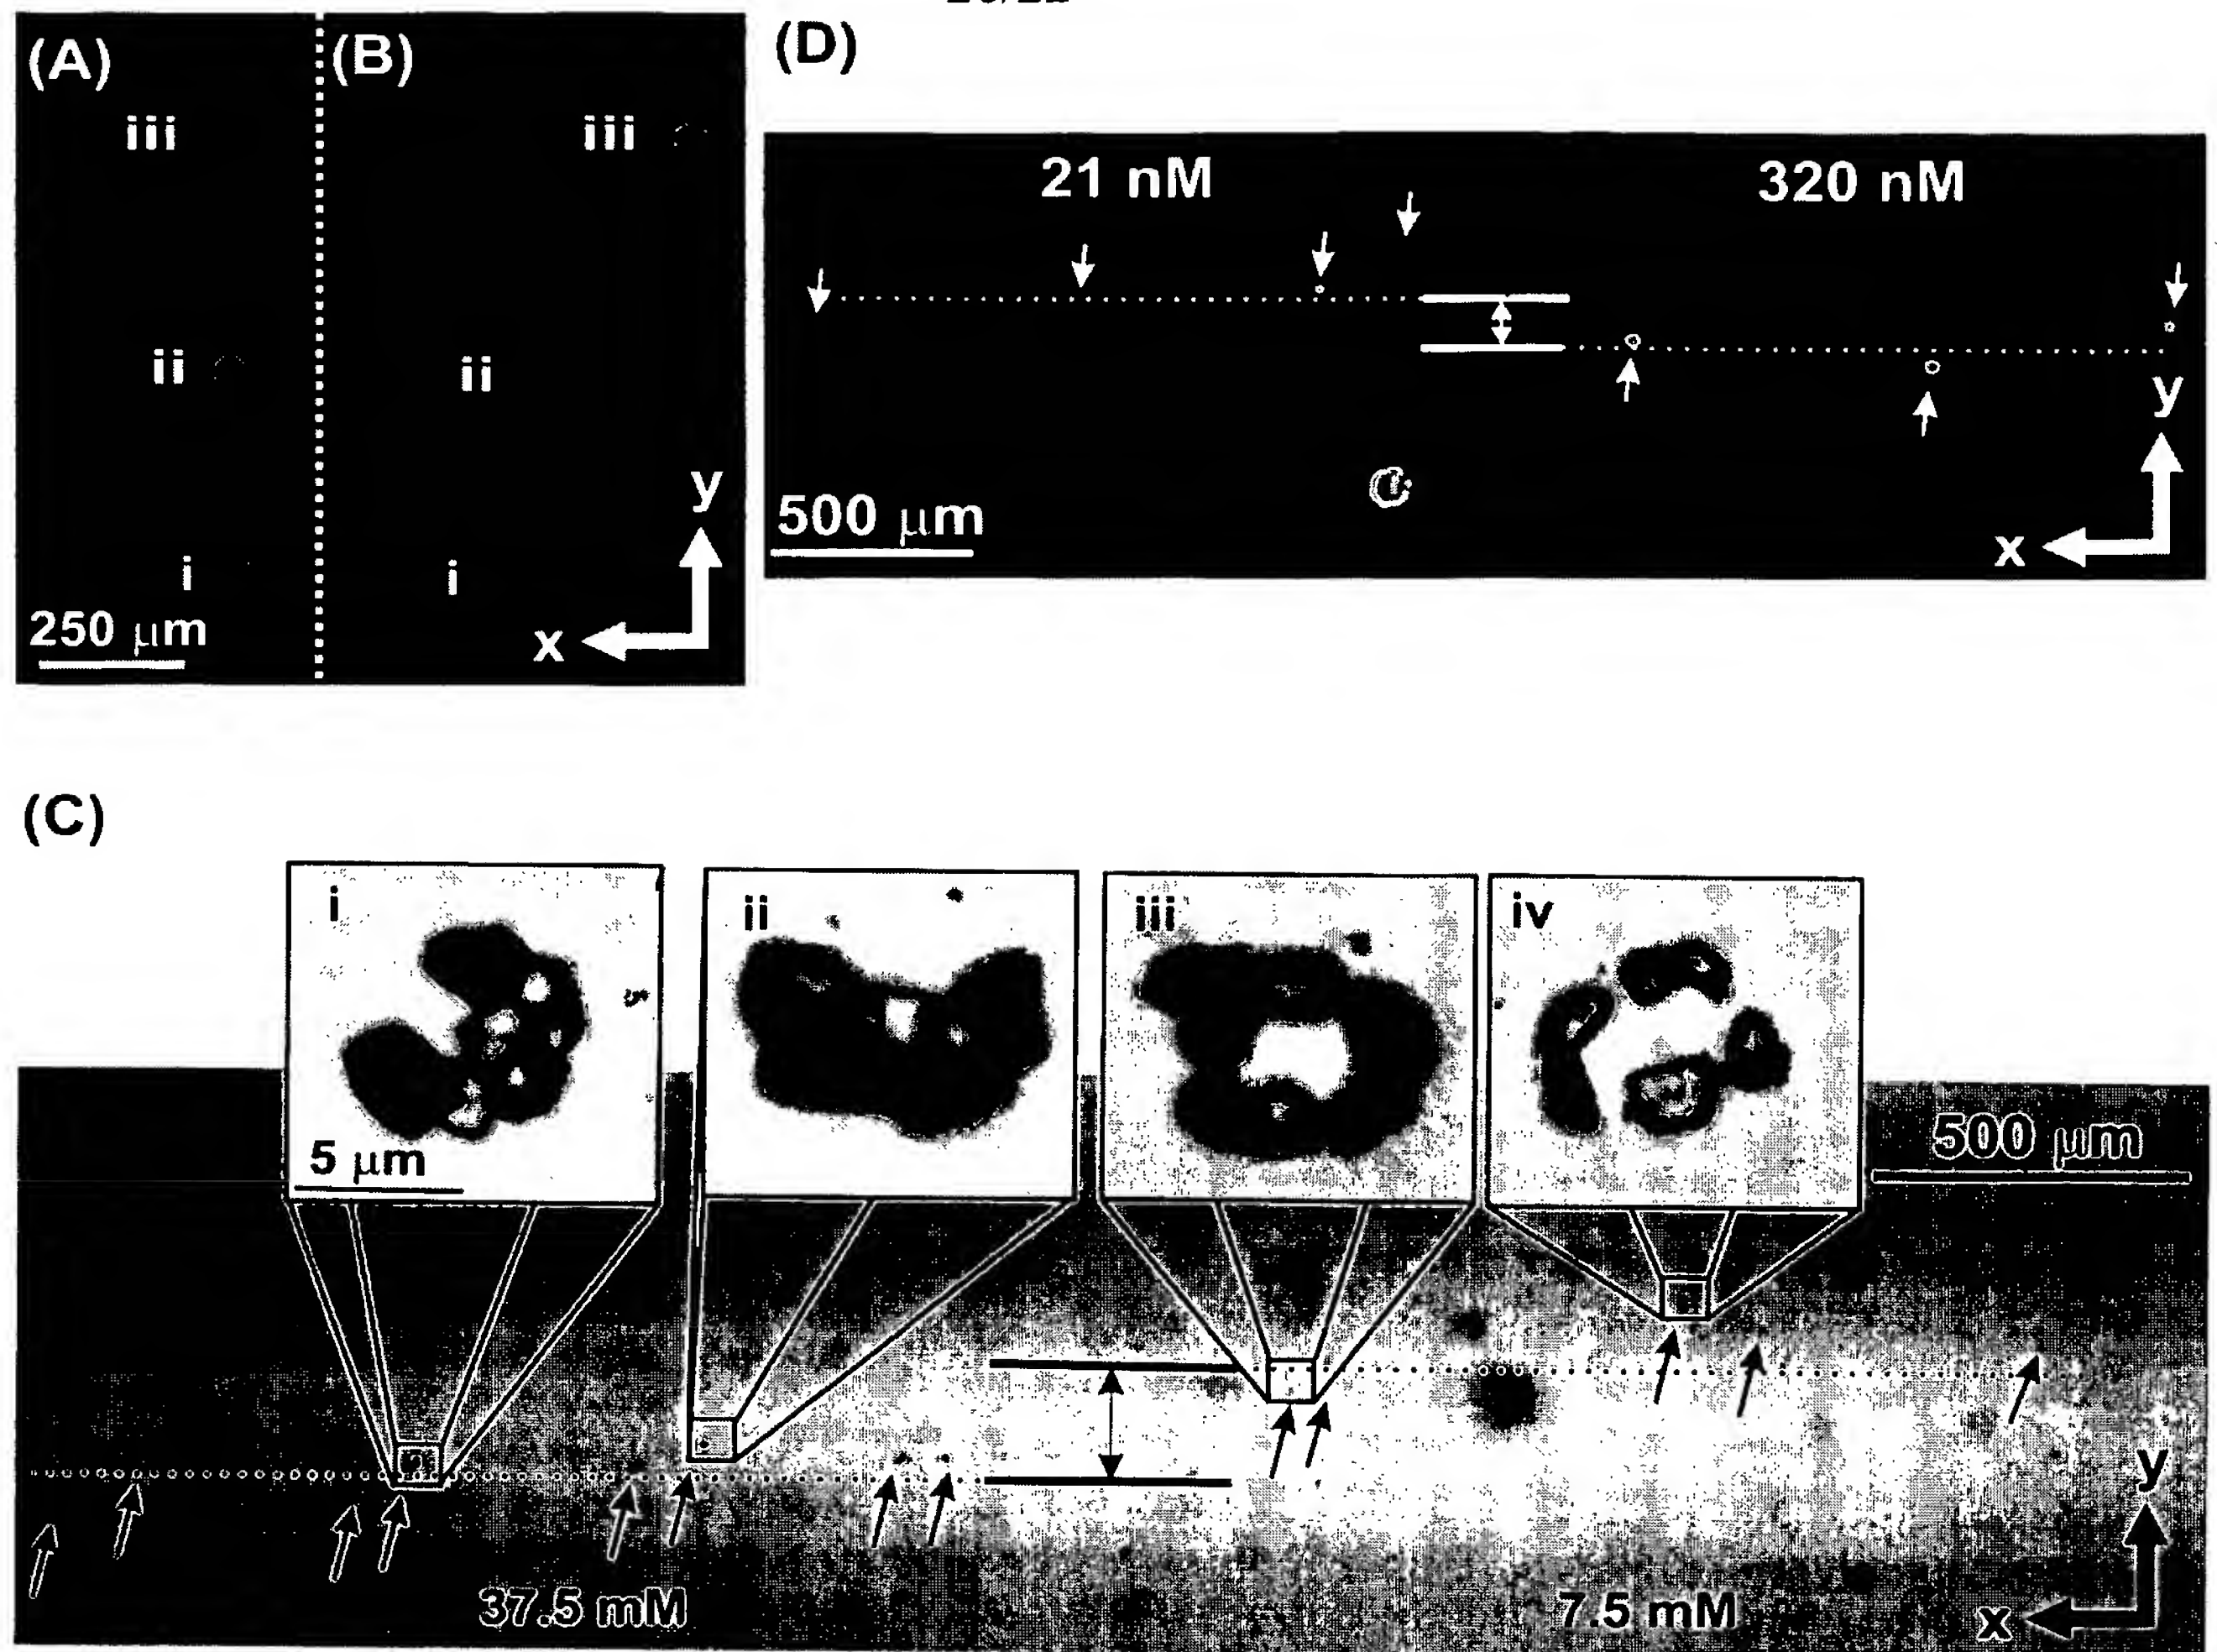 (A)
(B)
(D)
iii
iii
ii
ii
i
i
250 μm
y
x
21 nM
320 nM
500 μm
y
x
(C)
i
ii
iii
iv
5 μm
500 μm
37.5 mM
7.5 mM
y
x